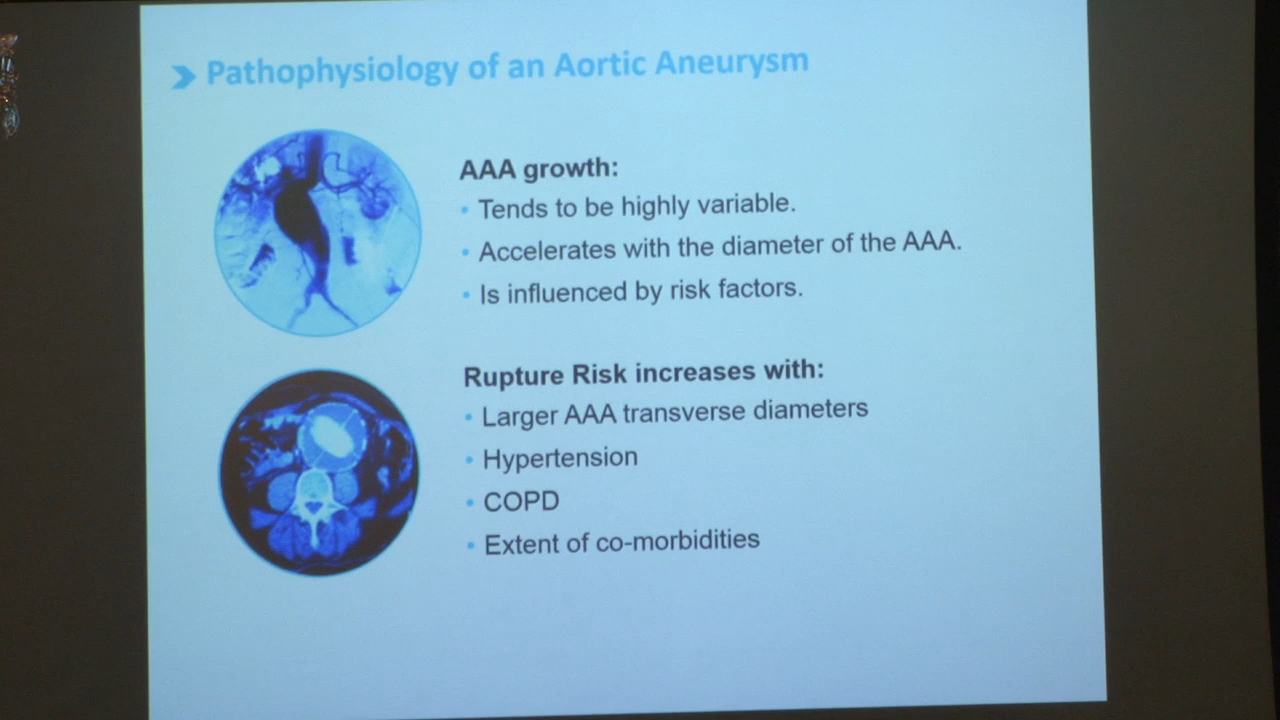 Pathophysiology of an Aortic Aneurysm
AAA growth:
• Tends to be highly variable.
• Accelerates with the diameter of the AAA.
• Is influenced by risk factors.
Rupture Risk increases with:
• Larger AAA transverse diameters
• Hypertension
• COPD
• Extent of co-morbidities